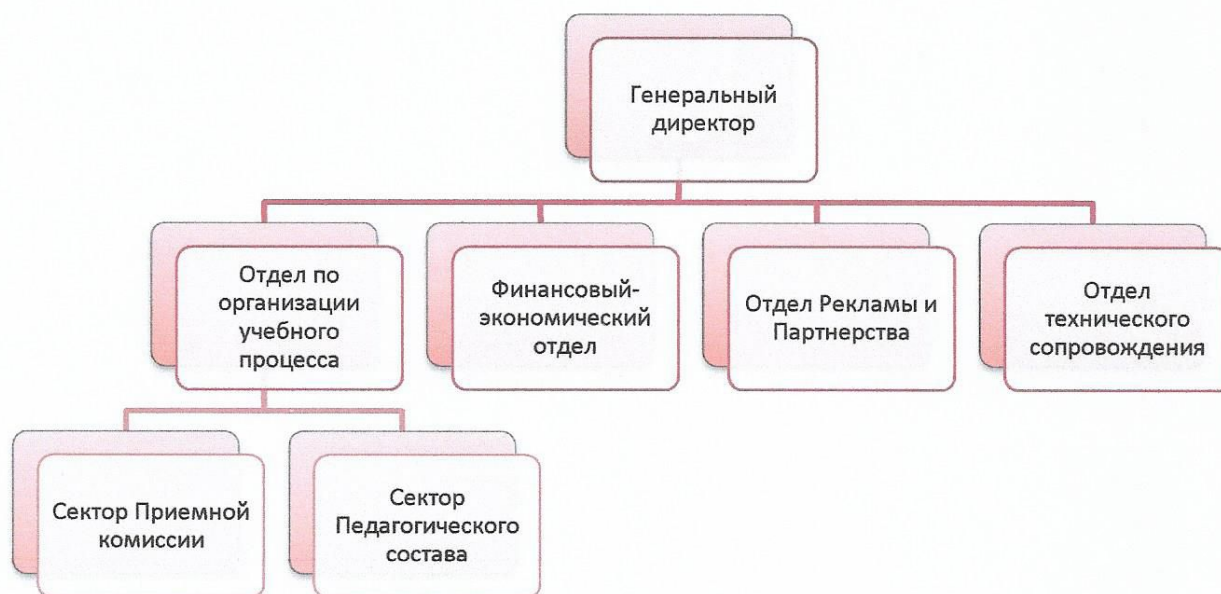 Генеральный
директор
Отдел по
организации
учебного
процесса
Финансовый-
экономический
отдел
Отдел Рекламы и
Партнерства
Отдел
технического
сопровождения
Сектор Приемной
комиссии
Сектор
Педагогического
состава